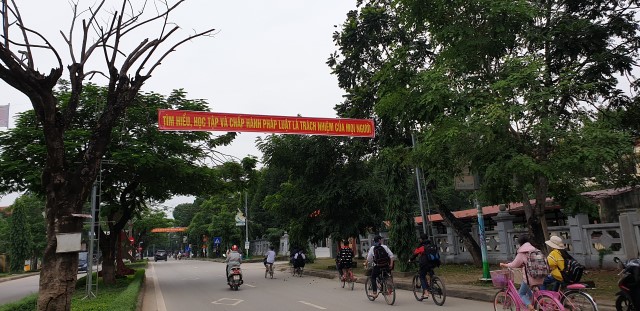 TÌM HIỂU, HỌC TẬP VÀ CHẤP HÀNH PHÁP LUẬT LÀ TRÁCH NHIỆM CỦA MỌI NGƯỜI